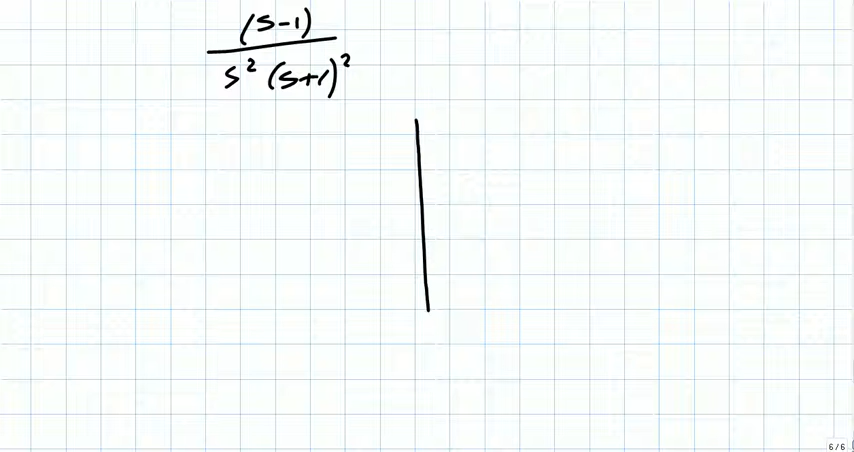 (s-1)
s² (s+1)²
6/6